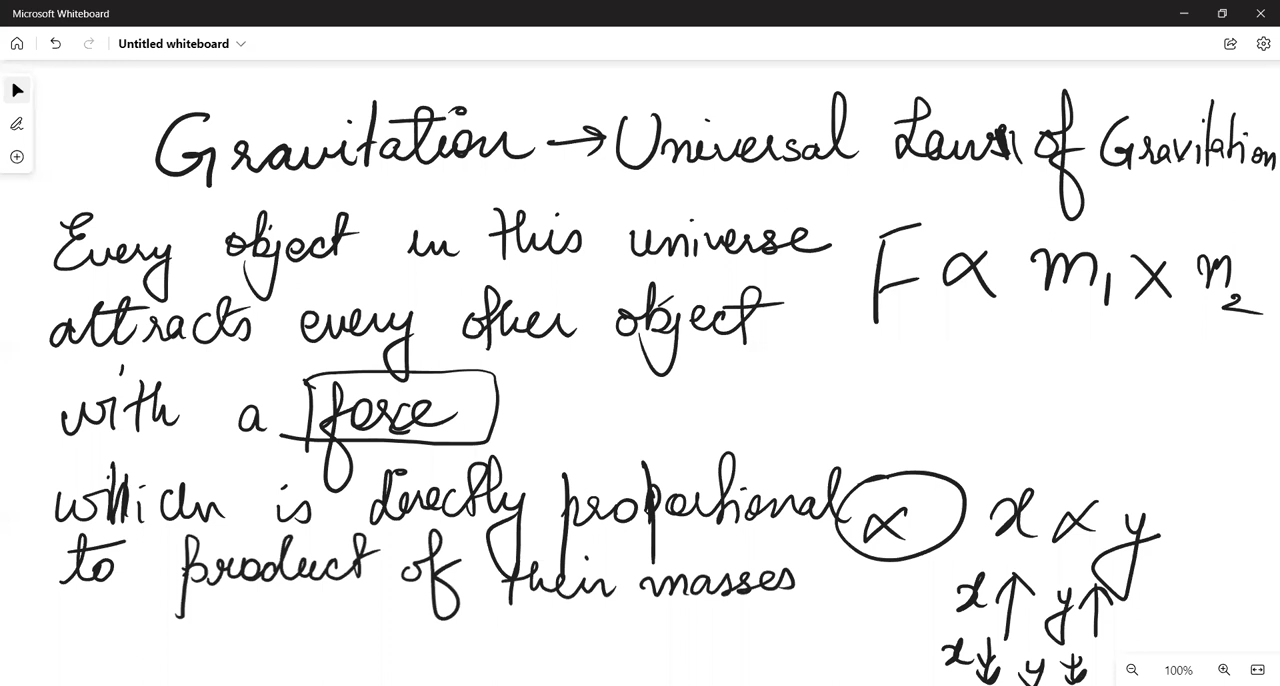 Microsoft Whiteboard
Untitled whiteboard
Gravitation → Universal Law of Gravitation
Every object in this universe
attracts every other object
with a force
which is directly proportional ∝
to product of their masses
F ∝ m₁ × m₂
x ∝ y
x↑ y↑
x↓ y↓
100%